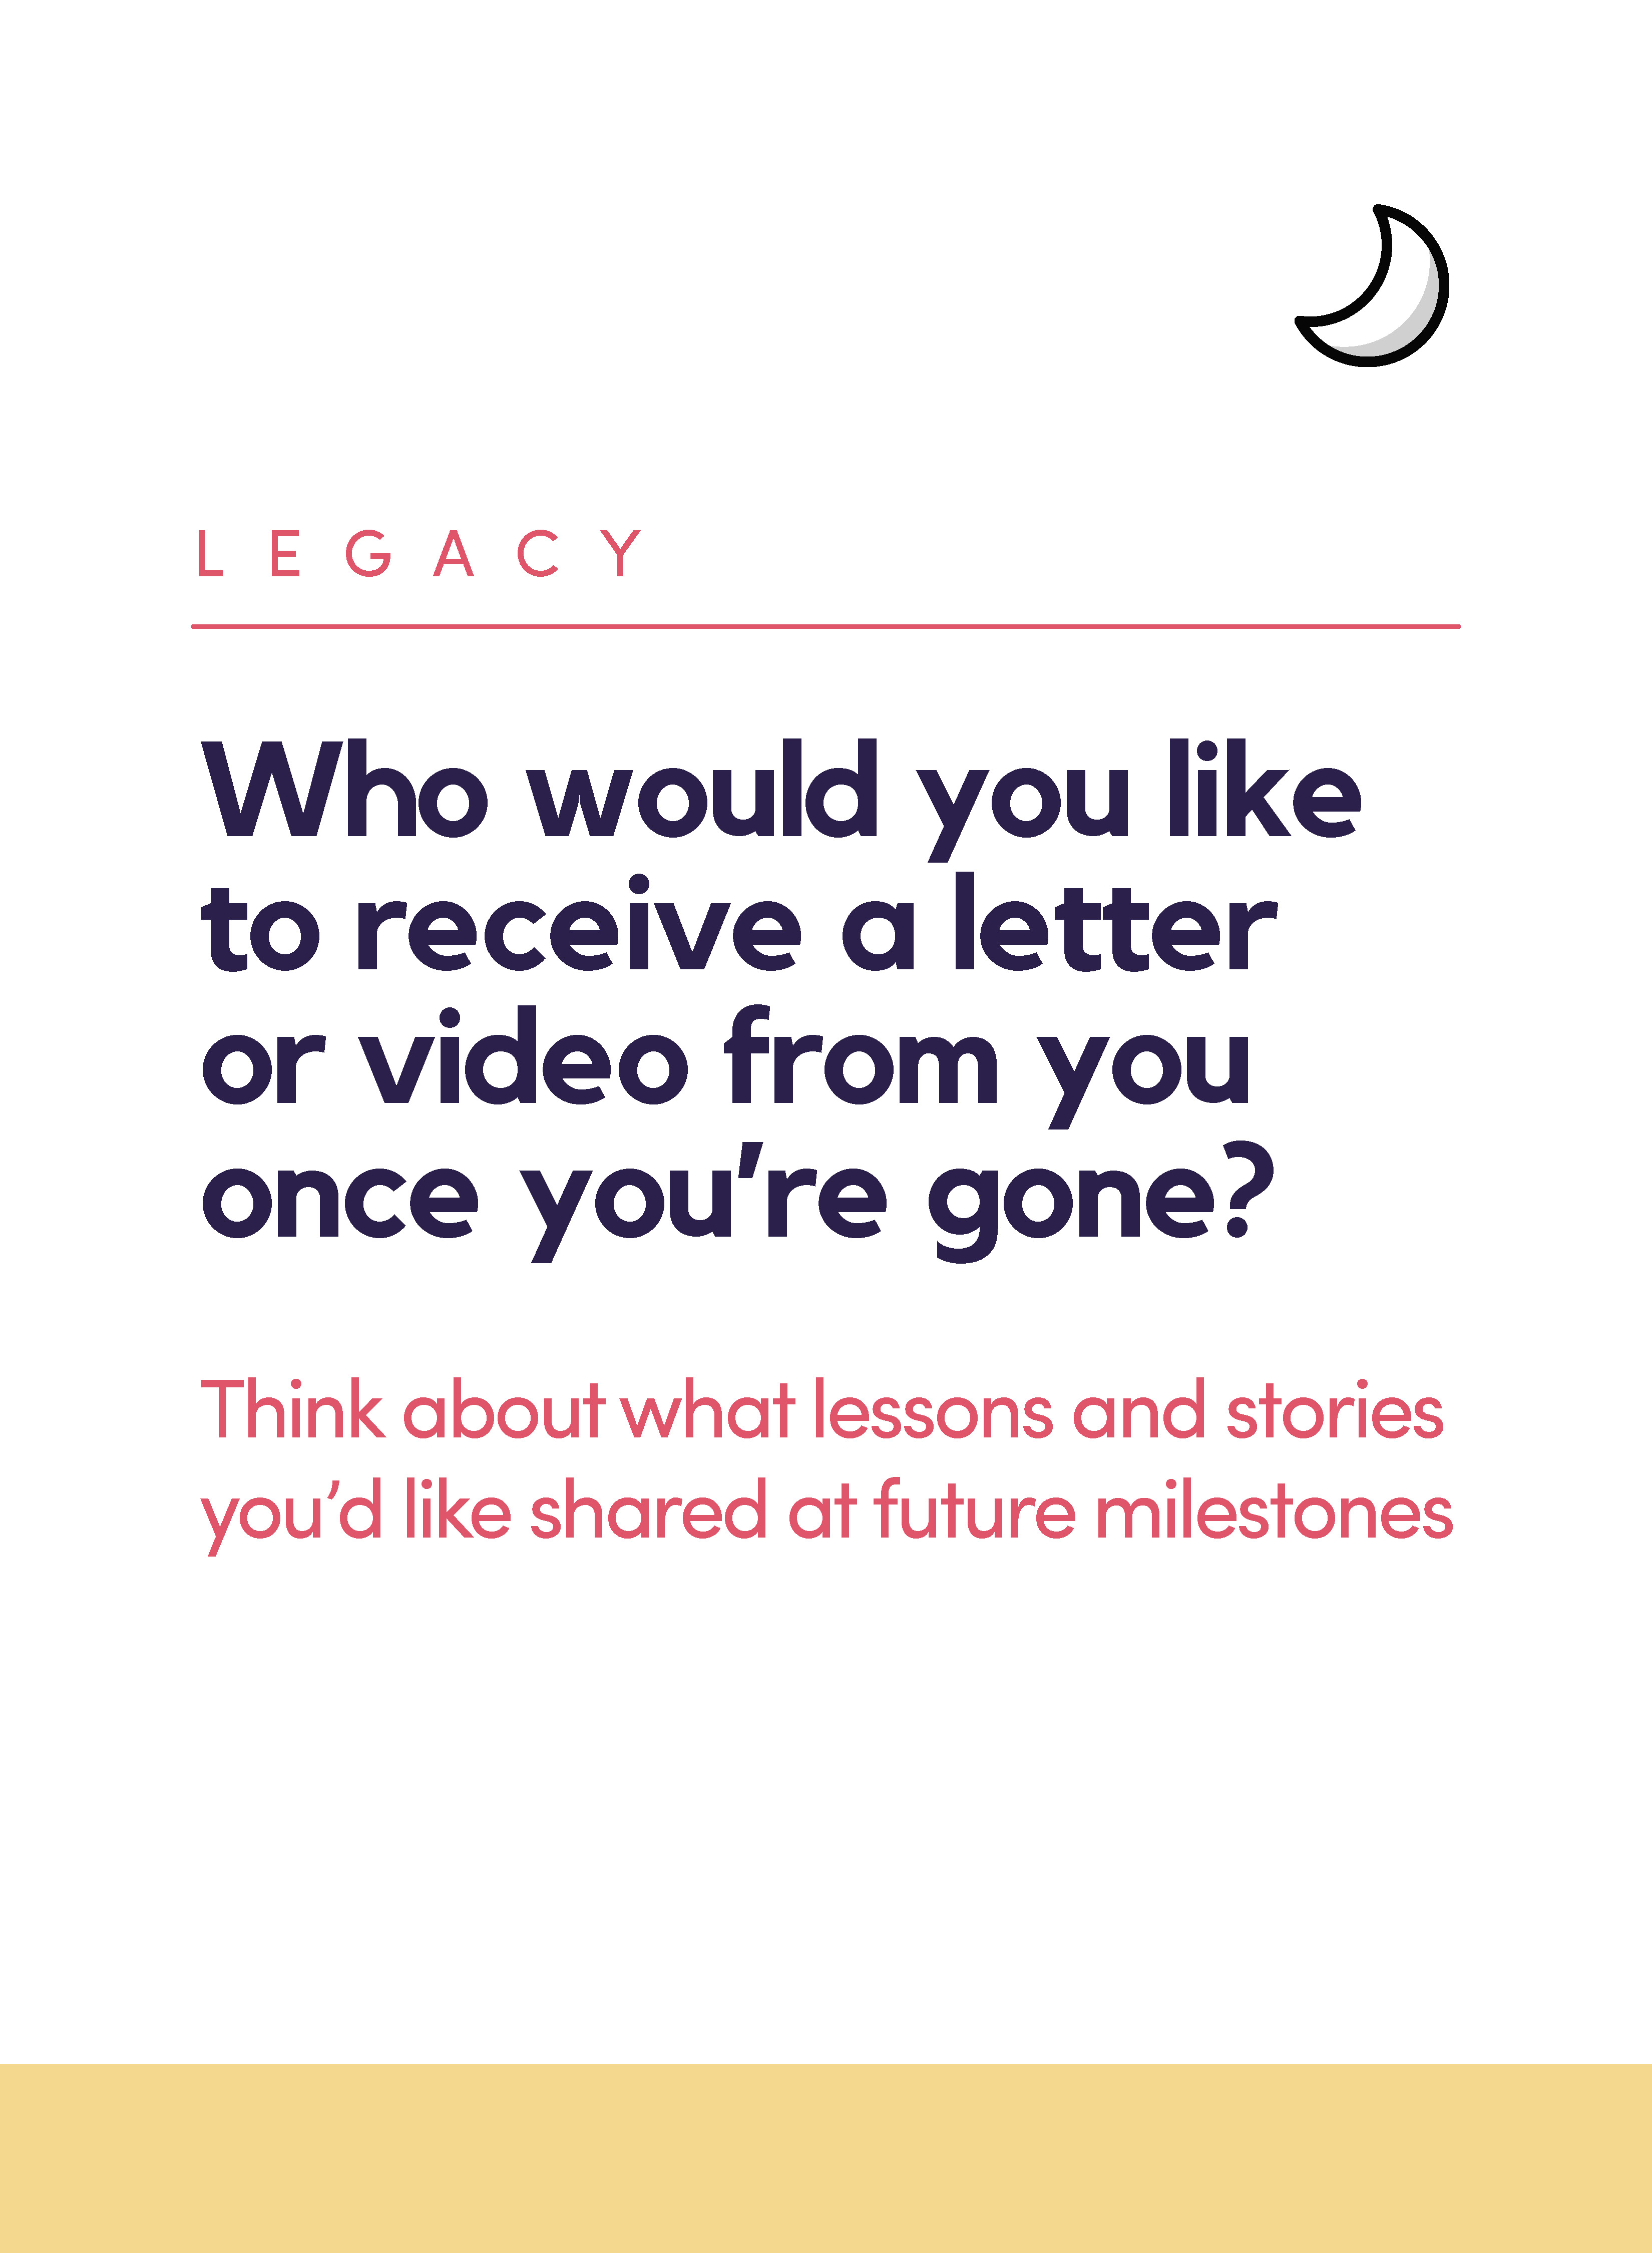 LEGACY
Who would you like
to receive a letter
or video from you
once you’re gone?
Think about what lessons and stories
you’d like shared at future milestones